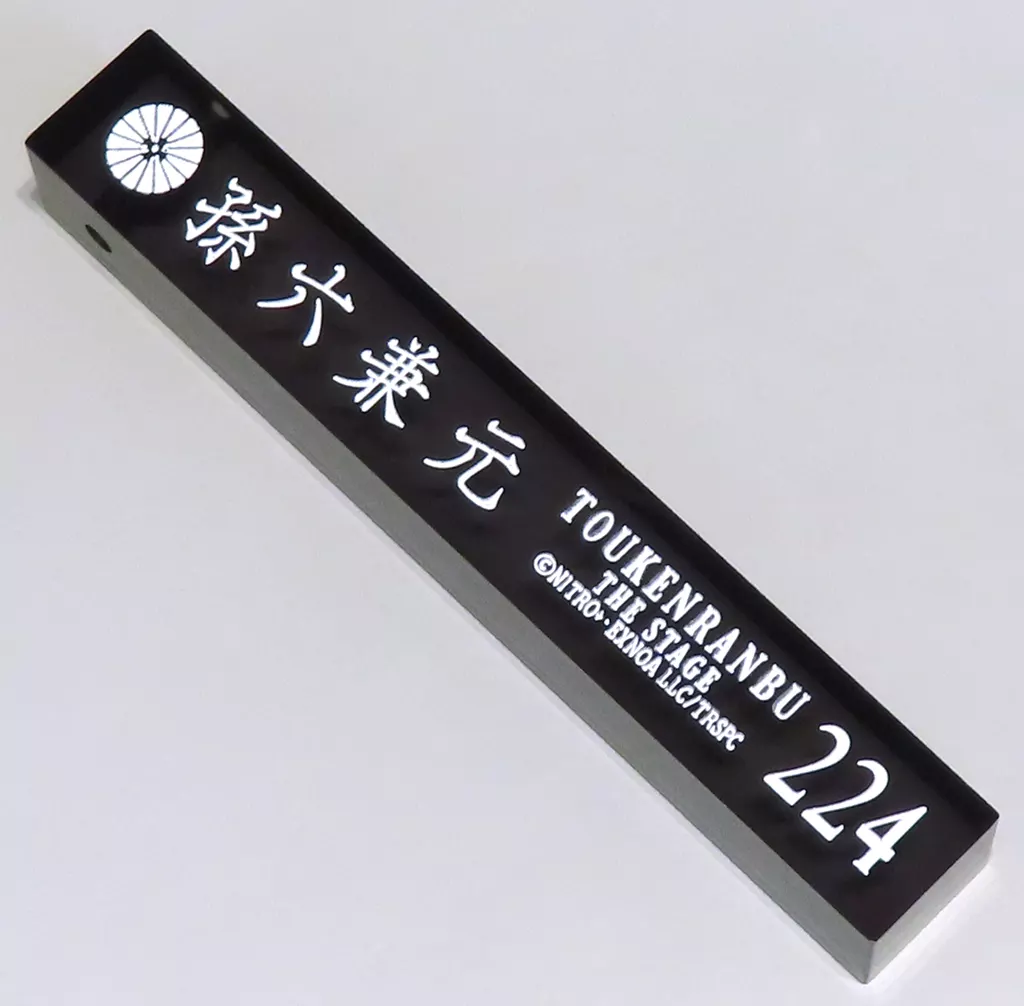 孫六兼元
TOUKENRANBU
THE STAGE
©NITRO+・EXNOA LLC/TRSPC
224